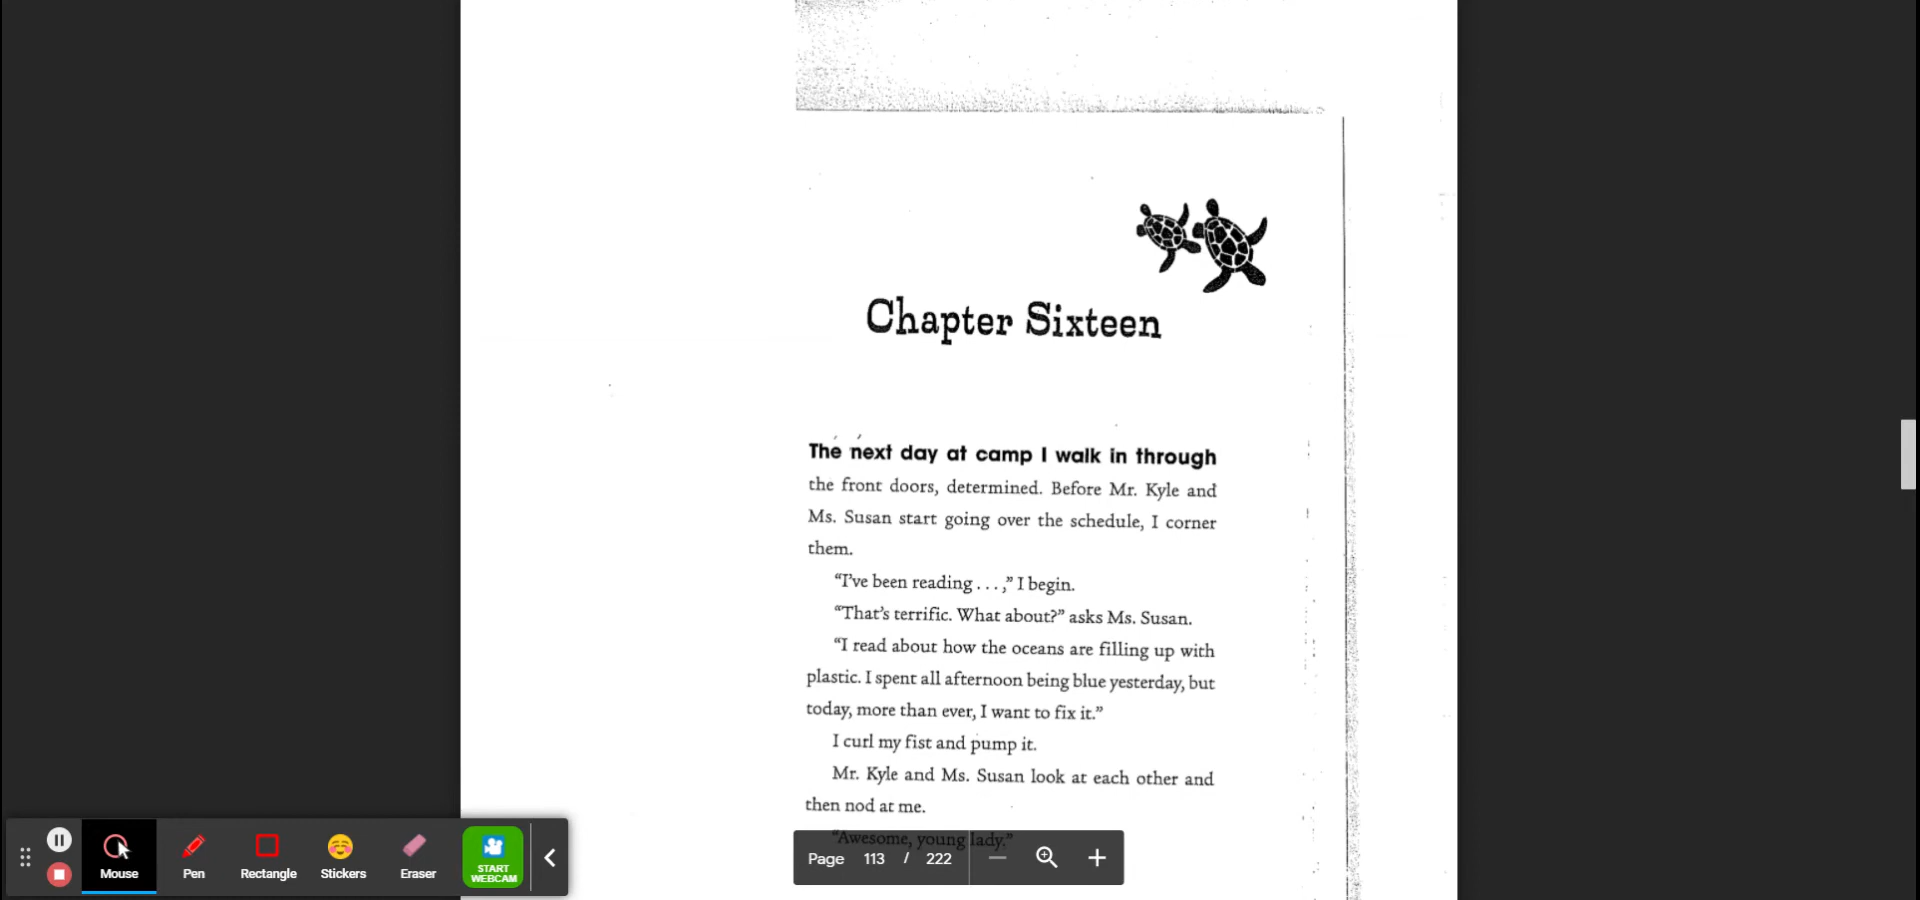 Chapter Sixteen
The next day at camp I walk in through
the front doors, determined. Before Mr. Kyle and
Ms. Susan start going over the schedule, I corner
them.
“I’ve been reading . . . ,” I begin.
“That’s terrific. What about?” asks Ms. Susan.
“I read about how the oceans are filling up with
plastic. I spent all afternoon being blue yesterday, but
today, more than ever, I want to fix it.”
I curl my fist and pump it.
Mr. Kyle and Ms. Susan look at each other and
then nod at me.
“Awesome, young lady.”
Page 113 / 222
Mouse
Pen
Rectangle
Stickers
Eraser
START
WEBCAM